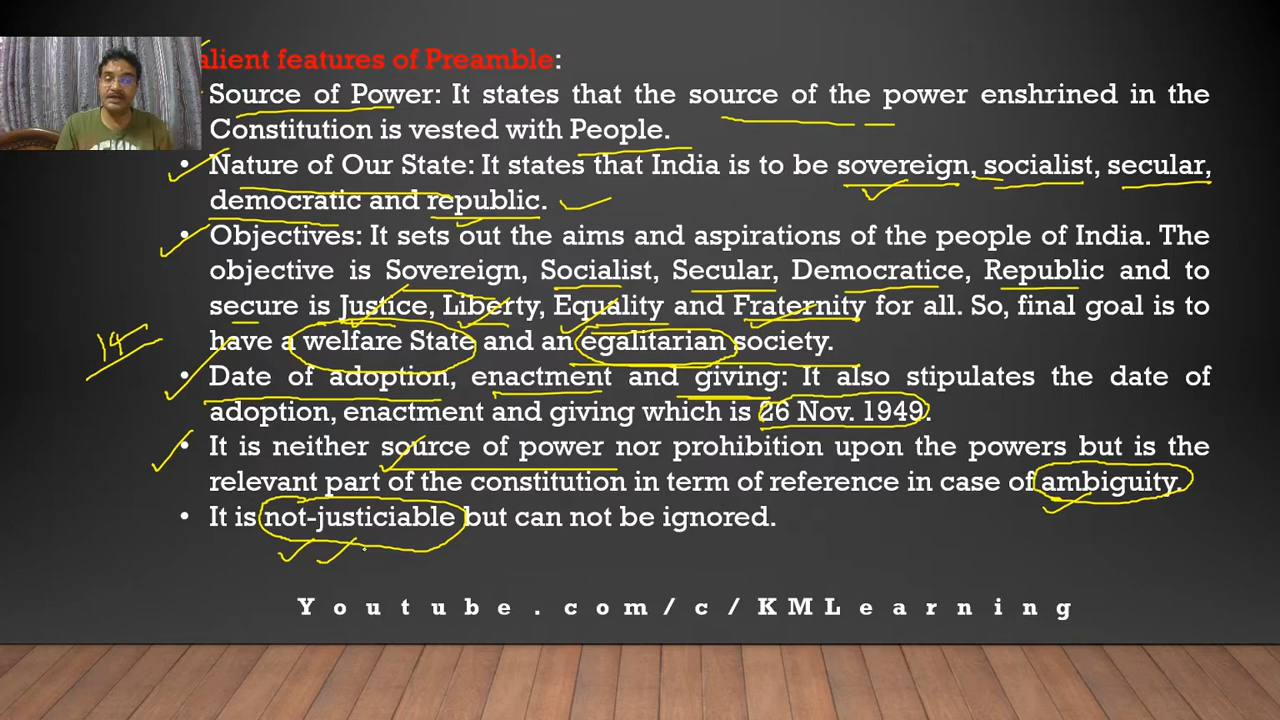 alient features of Preamble:
• Source of Power: It states that the source of the power enshrined in the
Constitution is vested with People.
• Nature of Our State: It states that India is to be sovereign, socialist, secular,
democratic and republic.
• Objectives: It sets out the aims and aspirations of the people of India. The
objective is Sovereign, Socialist, Secular, Democratice, Republic and to
secure is Justice, Liberty, Equality and Fraternity for all. So, final goal is to
have a welfare State and an egalitarian society.
19
• Date of adoption, enactment and giving: It also stipulates the date of
adoption, enactment and giving which is 26 Nov. 1949.
• It is neither source of power nor prohibition upon the powers but is the
relevant part of the constitution in term of reference in case of ambiguity.
• It is not-justiciable but can not be ignored.
Youtube.com/c/KMLearning